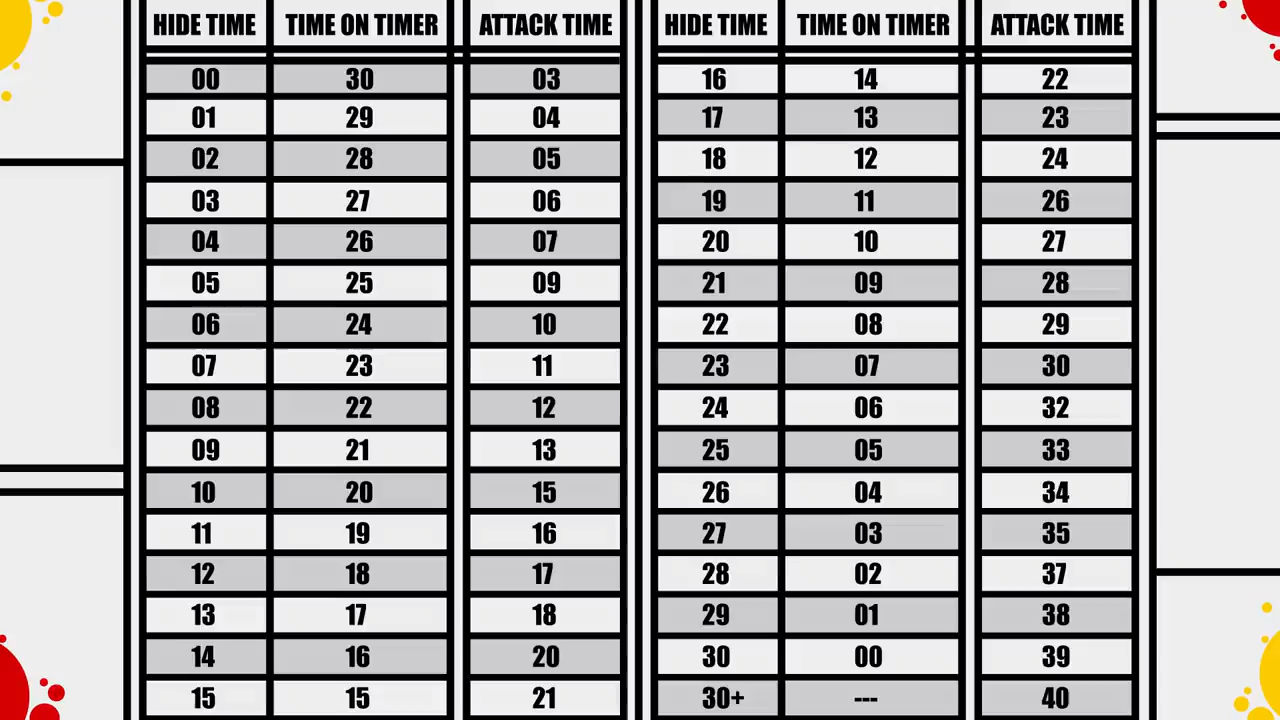 HIDE TIME TIME ON TIMER ATTACK TIME HIDE TIME TIME ON TIMER ATTACK TIME
00 30 03 16 14 22
01 29 04 17 13 23
02 28 05 18 12 24
03 27 06 19 11 26
04 26 07 20 10 27
05 25 09 21 09 28
06 24 10 22 08 29
07 23 11 23 07 30
08 22 12 24 06 32
09 21 13 25 05 33
10 20 15 26 04 34
11 19 16 27 03 35
12 18 17 28 02 37
13 17 18 29 01 38
14 16 20 30 00 39
15 15 21 30+ --- 40